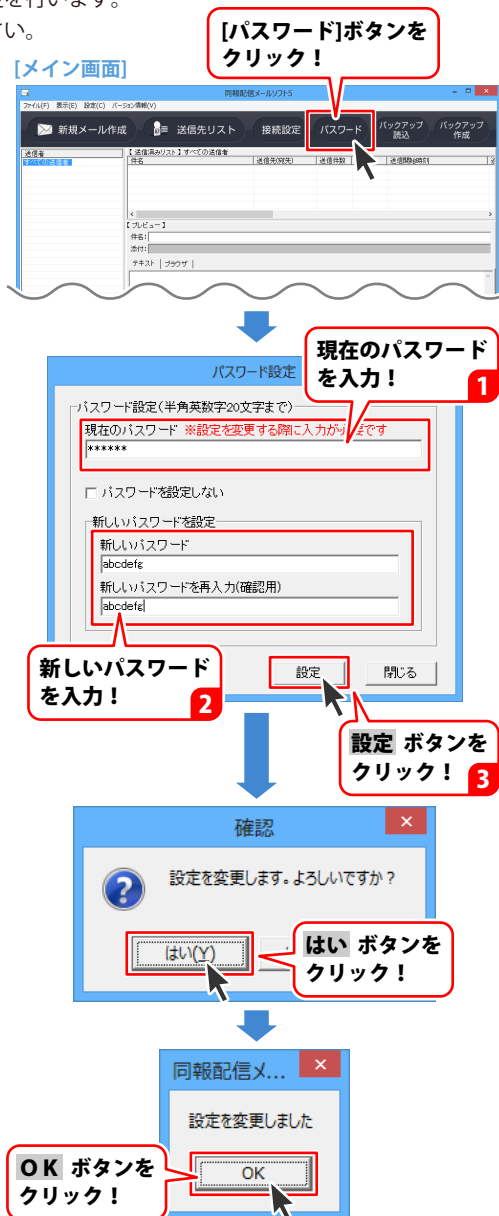 を行います。
い。
[パスワード]ボタンを
クリック！
[メイン画面]
同報配信メールソフト5
ファイル(F) 表示(E) 設定(C) バージョン情報(V)
新規メール作成
送信先リスト
接続設定
パスワード
バックアップ
読込
バックアップ
作成
送信者
すべての送信者
【 送信済みリスト 】 すべての送信者
件名
送信先(宛先)
送信件数
送信開始時刻
【 プレビュー 】
件名:
添付:
テキスト
ブラウザ
現在のパスワード
を入力！
1
パスワード設定
パスワード設定(半角英数字20文字まで)
現在のパスワード ※設定を変更する際に入力が必要です
******
パスワードを設定しない
新しいパスワードを設定
新しいパスワード
abcdefg
新しいパスワードを再入力(確認用)
abcdefg
新しいパスワード
を入力！
2
設定
閉じる
設定 ボタンを
クリック！
3
確認
設定を変更します。よろしいですか？
はい(Y)
はい ボタンを
クリック！
同報配信メ...
設定を変更しました
OK
OK ボタンを
クリック！